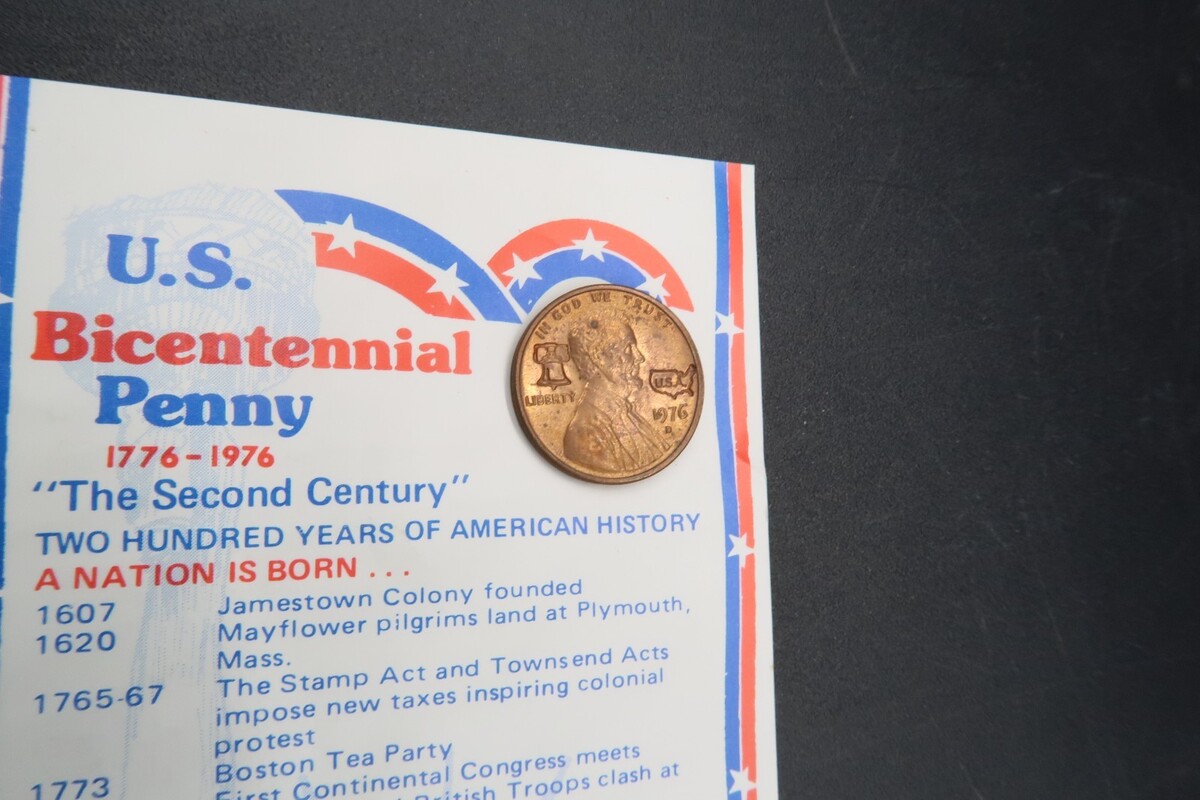 U.S.
Bicentennial
Penny
1776-1976
"The Second Century"
TWO HUNDRED YEARS OF AMERICAN HISTORY
A NATION IS BORN ...
1607 Jamestown Colony founded
1620 Mayflower pilgrims land at Plymouth,
Mass.
1765-67 The Stamp Act and Townsend Acts
impose new taxes inspiring colonial
protest
1773 Boston Tea Party
First Continental Congress meets
British Troops clash at
IN GOD WE TRUST
LIBERTY
U.S.
1976
D